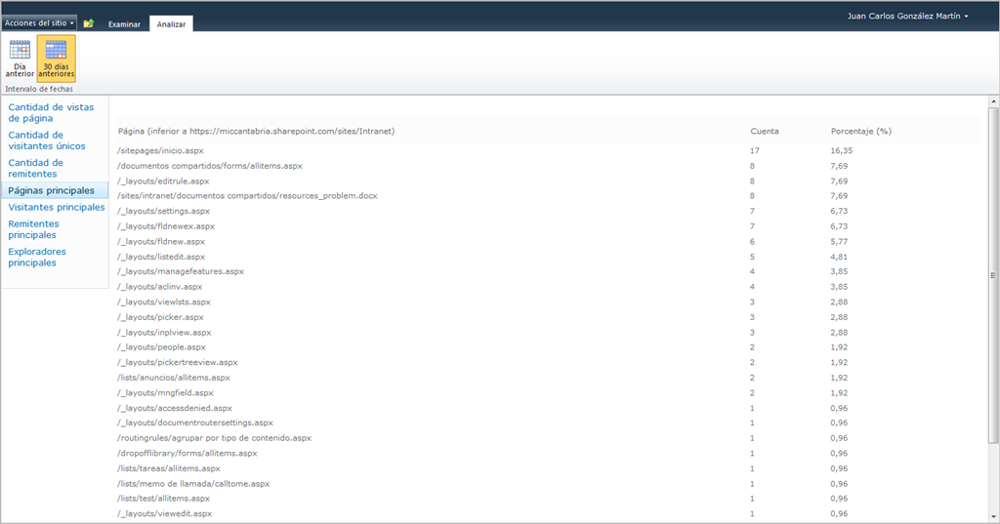 Acciones del sitio
Examinar
Analizar
Juan Carlos González Martín
Día
anterior
30 días
anteriores
Intervalo de fechas
Cantidad de vistas
de página
Cantidad de
visitantes únicos
Cantidad de
remitentes
Páginas principales
Visitantes principales
Remitentes
principales
Exploradores
principales
Página (inferior a https://miccantabria.sharepoint.com/sites/Intranet) Cuenta Porcentaje (%)
/sitepages/inicio.aspx 17 16,35
/documentos compartidos/forms/allitems.aspx 8 7,69
/_layouts/editrule.aspx 8 7,69
/sites/intranet/documentos compartidos/resources_problem.docx 8 7,69
/_layouts/settings.aspx 7 6,73
/_layouts/fldnewex.aspx 7 6,73
/_layouts/fldnew.aspx 6 5,77
/_layouts/listedit.aspx 5 4,81
/_layouts/managefeatures.aspx 4 3,85
/_layouts/aclinv.aspx 4 3,85
/_layouts/viewlsts.aspx 3 2,88
/_layouts/picker.aspx 3 2,88
/_layouts/inplview.aspx 3 2,88
/_layouts/people.aspx 2 1,92
/_layouts/pickertreeview.aspx 2 1,92
/lists/anuncios/allitems.aspx 2 1,92
/_layouts/mngfield.aspx 2 1,92
/_layouts/accessdenied.aspx 1 0,96
/_layouts/documentroutersettings.aspx 1 0,96
/routingrules/agrupar por tipo de contenido.aspx 1 0,96
/dropofflibrary/forms/allitems.aspx 1 0,96
/lists/tareas/allitems.aspx 1 0,96
/lists/memo de llamada/calltome.aspx 1 0,96
/lists/test/allitems.aspx 1 0,96
/_layouts/viewedit.aspx 1 0,96